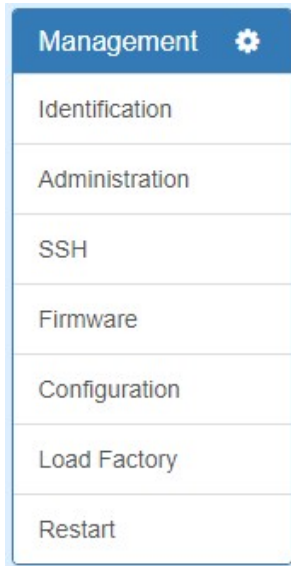 Management
Identification
Administration
SSH
Firmware
Configuration
Load Factory
Restart